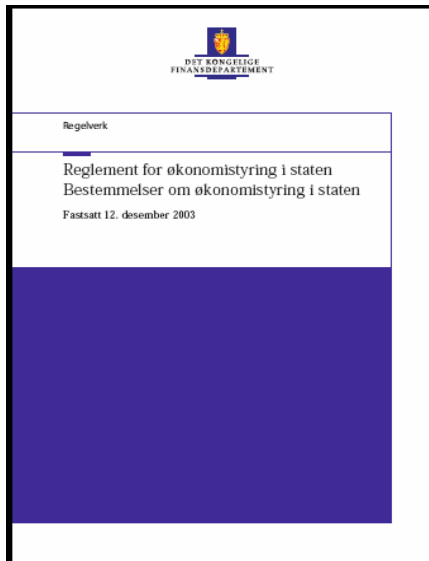 DET KONGELIGE
FINANSDEPARTEMENT
Regelverk
Reglement for økonomistyring i staten
Bestemmelser om økonomistyring i staten
Fastsatt 12. desember 2003